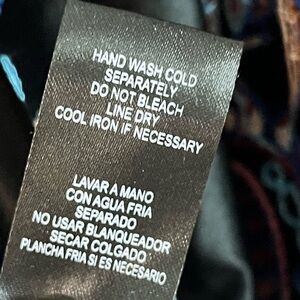 HAND WASH COLD
SEPARATELY
DO NOT BLEACH
LINE DRY
COOL IRON IF NECESSARY
LAVAR A MANO
CON AGUA FRIA
SEPARADO
NO USAR BLANQUEADOR
SECAR COLGADO
PLANCHA FRIA SI ES NECESARIO